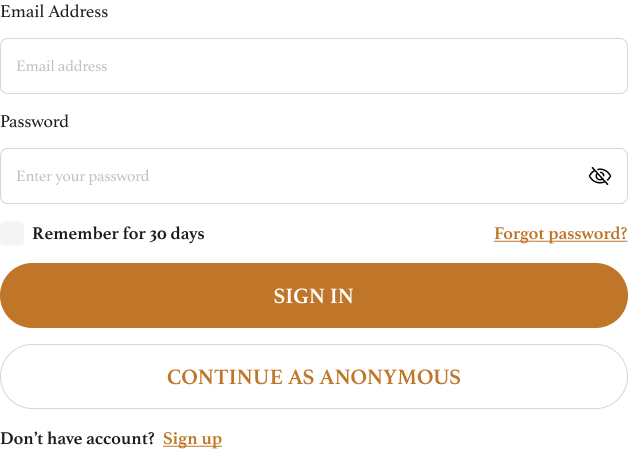 Email Address
Email address
Password
Enter your password
Remember for 30 days Forgot password?
SIGN IN
CONTINUE AS ANONYMOUS
Don’t have account? Sign up